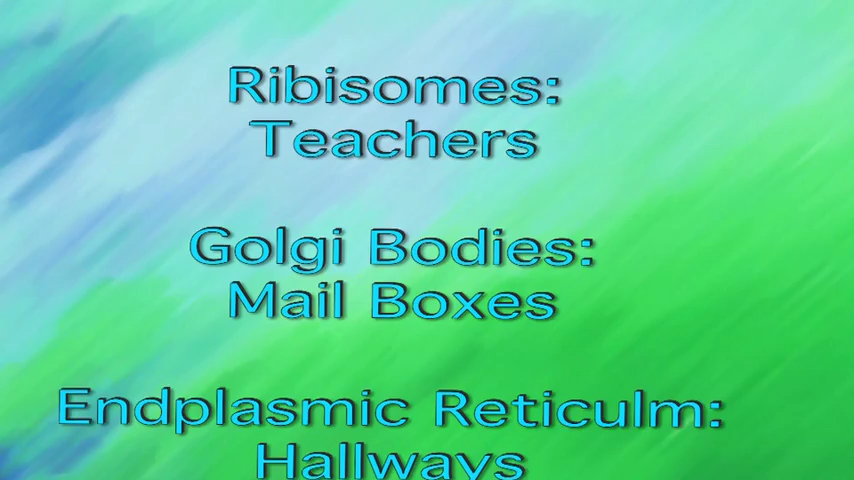 Ribisomes:
Teachers
Golgi Bodies:
Mail Boxes
Endplasmic Reticulm:
Hallways